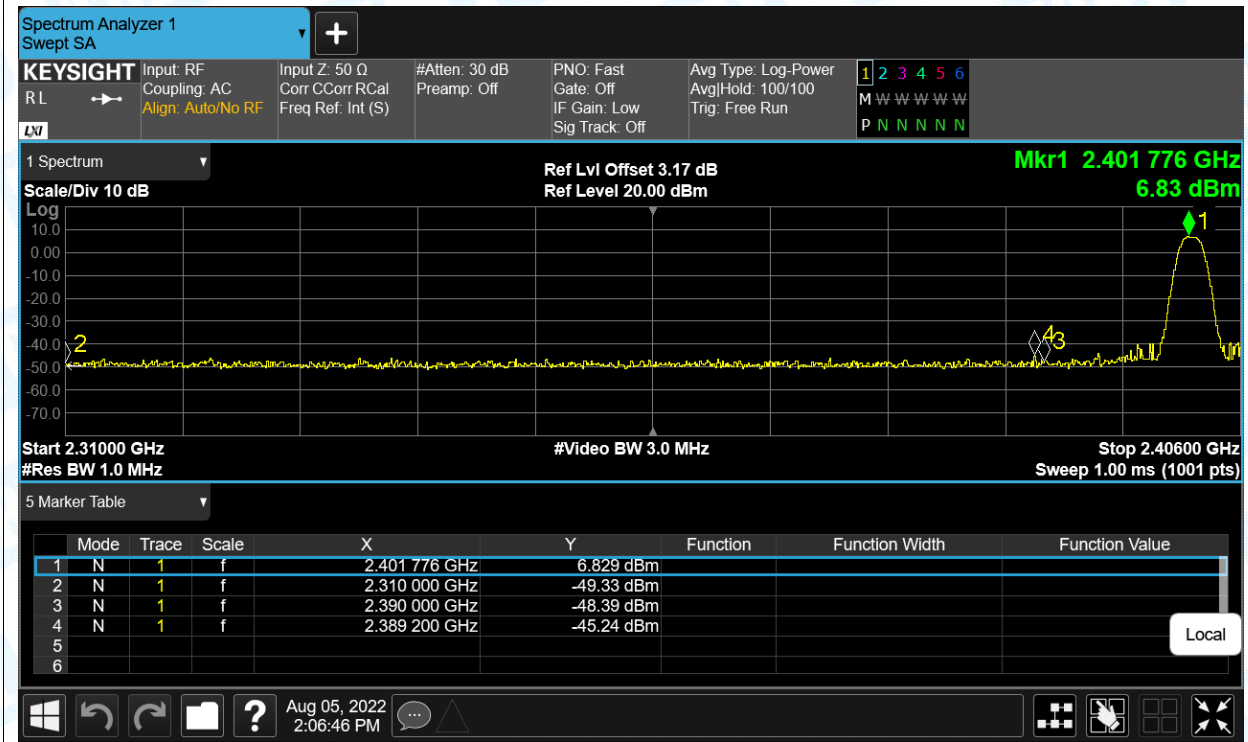 Spectrum Analyzer 1
Swept SA
+
KEYSIGHT
R L
LXI
Input: RF
Coupling: AC
Align: Auto/No RF
Input Z: 50 Ω
Corr CCorr RCal
Freq Ref: Int (S)
#Atten: 30 dB
Preamp: Off
PNO: Fast
Gate: Off
IF Gain: Low
Sig Track: Off
Avg Type: Log-Power
Avg|Hold: 100/100
Trig: Free Run
1 2 3 4 5 6
M W W W W W W
P N N N N N N
1 Spectrum
Scale/Div 10 dB
Ref Lvl Offset 3.17 dB
Ref Level 20.00 dBm
Mkr1 2.401 776 GHz
6.83 dBm
Log
10.0
0.00
-10.0
-20.0
-30.0
-40.0
-50.0
-60.0
-70.0
1
2
4
3
Start 2.31000 GHz
#Res BW 1.0 MHz
#Video BW 3.0 MHz
Stop 2.40600 GHz
Sweep 1.00 ms (1001 pts)
5 Marker Table
Mode Trace Scale X Y Function Function Width Function Value
1 N 1 f 2.401 776 GHz 6.829 dBm
2 N 1 f 2.310 000 GHz -49.33 dBm
3 N 1 f 2.390 000 GHz -48.39 dBm
4 N 1 f 2.389 200 GHz -45.24 dBm
5
6
Local
?
Aug 05, 2022
2:06:46 PM